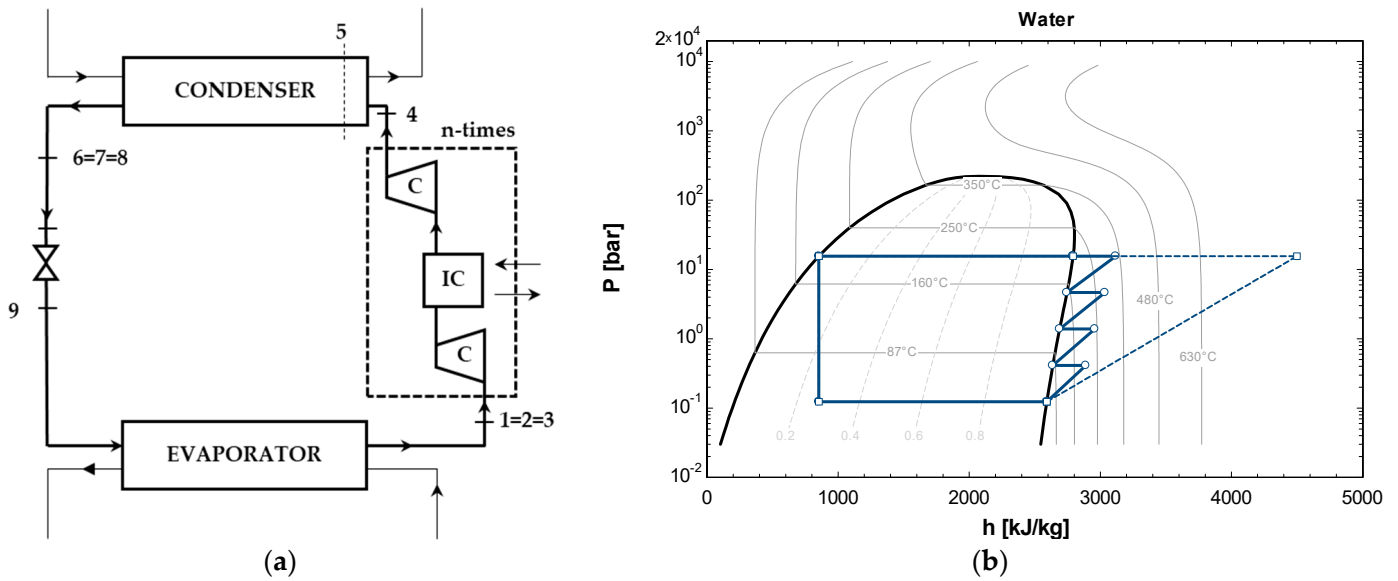 5
CONDENSER
4
n-times
6=7=8
C
IC
9
C
1=2=3
EVAPORATOR
(a)
Water
2x10⁴
10⁴
10³
10²
10¹
10⁰
10⁻¹
10⁻²
P [bar]
350°C
250°C
160°C
87°C
480°C
630°C
0.2 0.4 0.6 0.8
0 1000 2000 3000 4000 5000
h [kJ/kg]
(b)